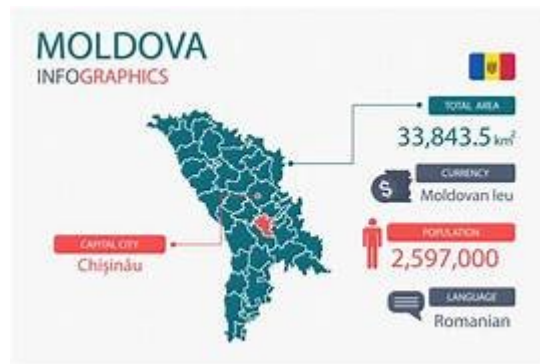 MOLDOVA
INFOGRAPHICS
TOTAL AREA
33,843.5 km²
CURRENCY
$
Moldovan leu
CAPITAL CITY
Chișinău
POPULATION
2,597,000
LANGUAGE
Romanian